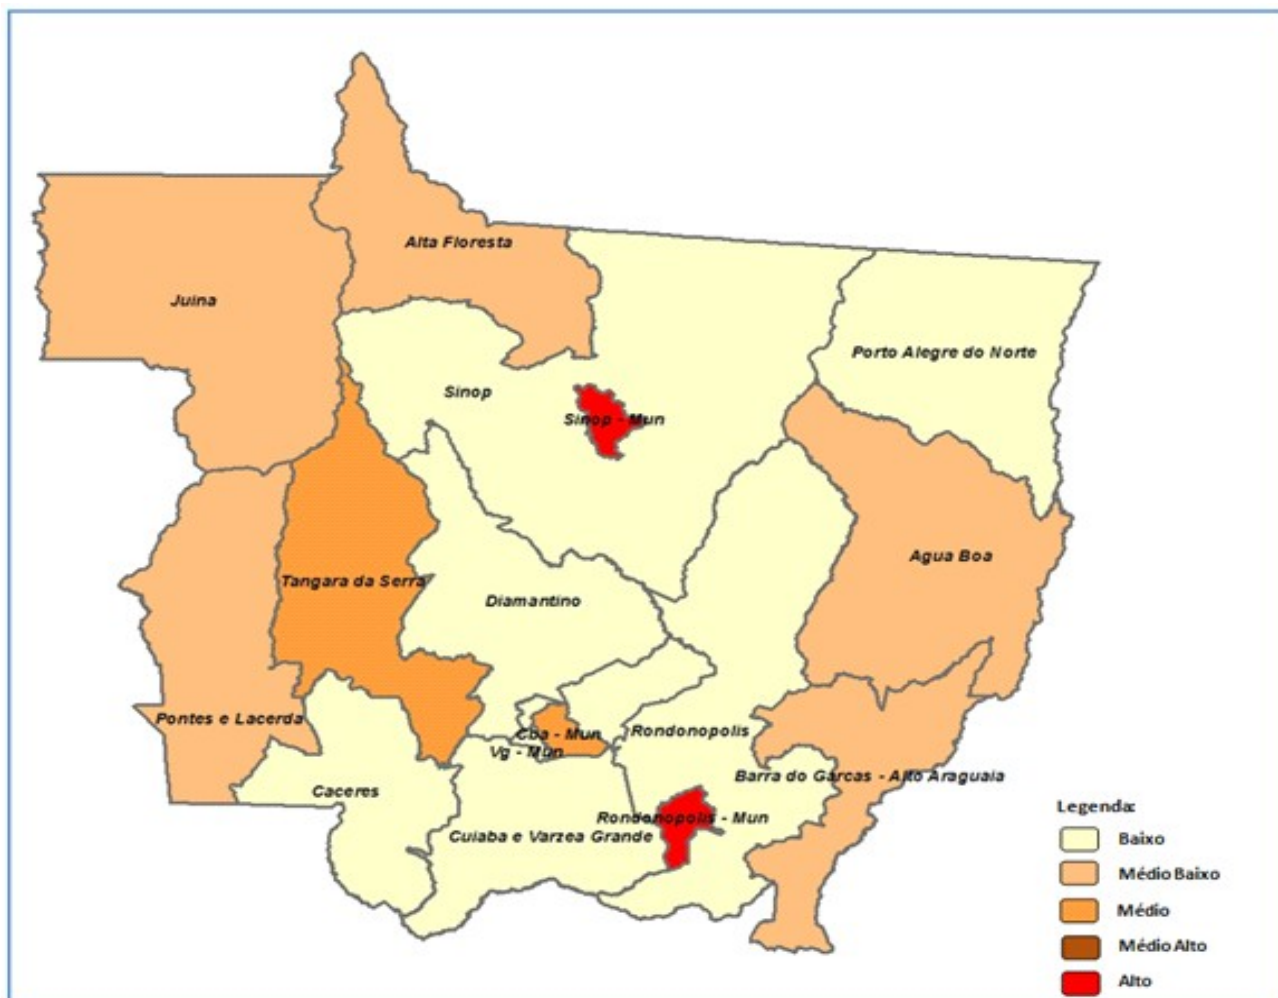 Alta Floresta
Juina
Porto Alegre do Norte
Sinop
Sinop - Mun
Agua Boa
Tangara da Serra
Diamantino
Pontes e Lacerda
Cba - Mun
Rondonopolis
Vg - Mun
Barra do Garcas - Alto Araguaia
Caceres
Rondonopolis - Mun
Cuiaba e Varzea Grande
Legenda:
Baixo
Médio Baixo
Médio
Médio Alto
Alto